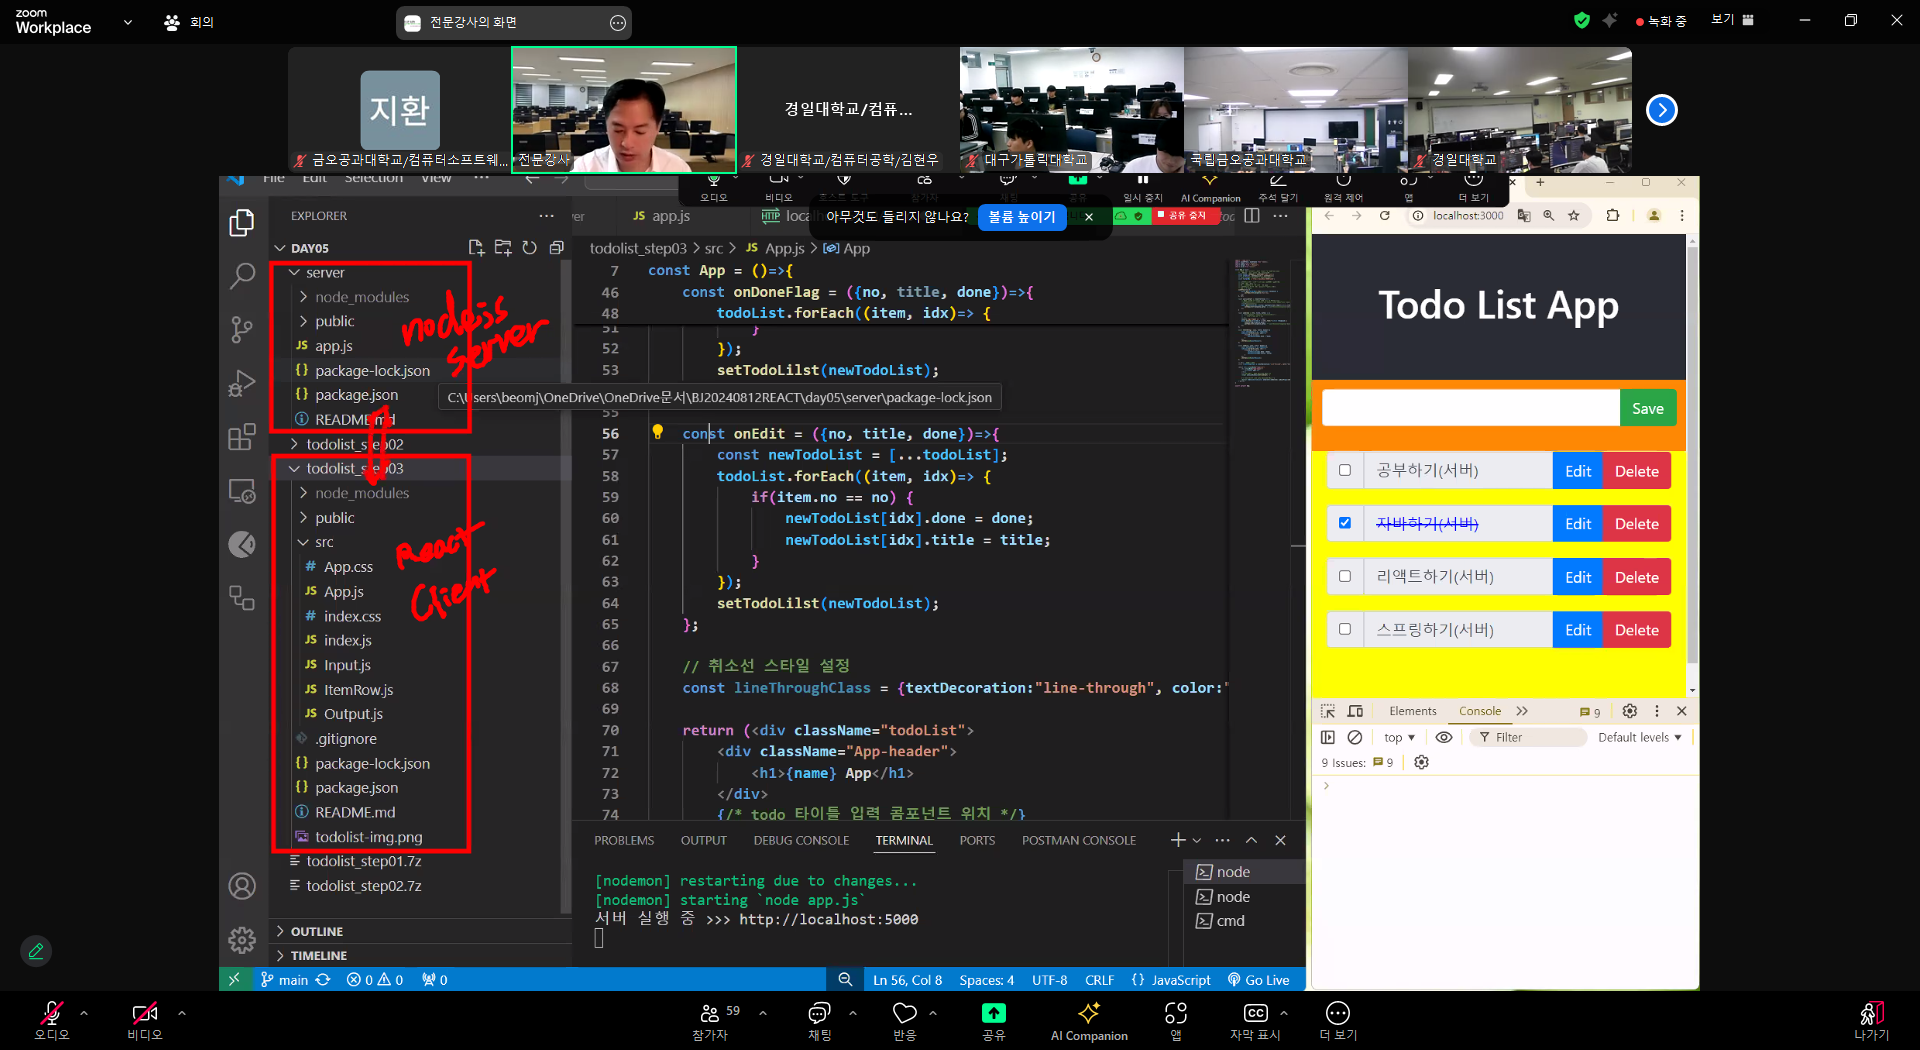 zoom
Workplace
회의
전문강사의 화면
녹화 중
보기
지환
금오공과대학교/컴퓨터소프트웨...
전문강사
경일대학교/컴퓨...
경일대학교/컴퓨터공학/김현우
대구가톨릭대학교
국립금오공과대학교
경일대학교
File Edit Selection View ...
오디오
비디오
호스트 도구
참가자
채팅
공유
일시 중지
AI Companion
주석 달기
원격 제어
앱
더 보기
아무것도 들리지 않나요?
볼륨 높이기
공유 중지
EXPLORER
DAY05
server
node_modules
public
app.js
package-lock.json
package.json
README.md
todolist_step02
todolist_step03
node_modules
public
src
App.css
App.js
index.css
index.js
Input.js
ItemRow.js
Output.js
.gitignore
package-lock.json
package.json
README.md
todolist-img.png
todolist_step01.7z
todolist_step02.7z
OUTLINE
TIMELINE
nodejs
server
React
Client
C:\Users\beomj\OneDrive\OneDrive문서\BJ20240812REACT\day05\server\package-lock.json
app.js
HTTP
todolist_step03 > src > JS App.js > App
7 const App = ()=>{
46 const onDoneFlag = ({no, title, done})=>{
48 todoList.forEach((item, idx)=> {
51 }
52 });
53 setTodoLilst(newTodoList);
55
56 const onEdit = ({no, title, done})=>{
57 const newTodoList = [...todoList];
58 todoList.forEach((item, idx)=> {
59 if(item.no == no) {
60 newTodoList[idx].done = done;
61 newTodoList[idx].title = title;
62 }
63 });
64 setTodoLilst(newTodoList);
65 };
66
67 // 취소선 스타일 설정
68 const lineThroughClass = {textDecoration:"line-through", color:"
69
70 return (<div className="todoList">
71 <div className="App-header">
72 <h1>{name} App</h1>
73 </div>
74 {/* todo 타이틀 입력 콤포넌트 위치 */}
PROBLEMS OUTPUT DEBUG CONSOLE TERMINAL PORTS POSTMAN CONSOLE
[nodemon] restarting due to changes...
[nodemon] starting `node app.js`
서버 실행 중 >>> http://localhost:5000
node
node
cmd
main 0 0 0
Ln 56, Col 8 Spaces: 4 UTF-8 CRLF {} JavaScript Go Live
localhost:3000
Todo List App
Save
공부하기(서버) Edit Delete
자바하기(서버) Edit Delete
리액트하기(서버) Edit Delete
스프링하기(서버) Edit Delete
Elements Console 9
top Filter Default levels
9 Issues: 9
오디오
비디오
59
참가자
채팅
반응
공유
AI Companion
앱
CC
자막 표시
더 보기
나가기